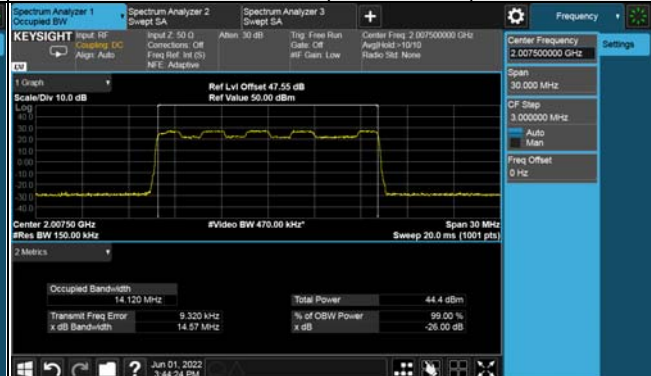 Spectrum Analyzer 1
Occupied BW
Spectrum Analyzer 2
Swept SA
Spectrum Analyzer 3
Swept SA
+
Frequency
KEYSIGHT
Input: RF
Coupling: DC
Align: Auto
Input Z: 50 Ω
Corrections: Off
Freq Ref: Int (S)
NFE: Adaptive
Atten: 30 dB
Trig: Free Run
Gate: Off
#IF Gain: Low
Center Freq: 2.007500000 GHz
Avg|Hold:>10/10
Radio Std: None
LXI
1 Graph
Scale/Div 10.0 dB
Ref Lvl Offset 47.55 dB
Ref Value 50.00 dBm
Log
40.0
30.0
20.0
10.0
0.00
-10.0
-20.0
-30.0
-40.0
Center 2.00750 GHz
#Res BW 150.00 kHz
#Video BW 470.00 kHz*
Span 30 MHz
Sweep 20.0 ms (1001 pts)
2 Metrics
Occupied Bandwidth
14.120 MHz
Total Power 44.4 dBm
Transmit Freq Error 9.320 kHz
% of OBW Power 99.00 %
x dB Bandwidth 14.57 MHz
x dB -26.00 dB
Center Frequency
2.007500000 GHz
Settings
Span
30.000 MHz
CF Step
3.000000 MHz
Auto
Man
Freq Offset
0 Hz
?
Jun 01, 2022
3:44:24 PM